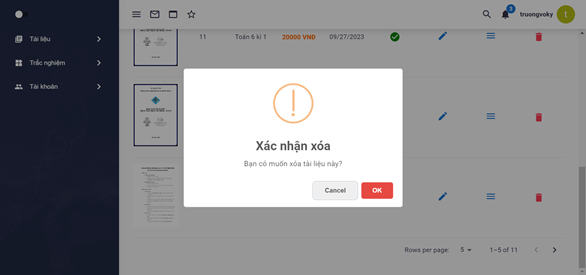 3
truongvoky
t
Tài liệu
Trắc nghiệm
Tài khoản
11 Toán 6 kì 1 20000 VND 09/27/2023
Xác nhận xóa
Bạn có muốn xóa tài liệu này?
Cancel OK
Rows per page: 5 1–5 of 11